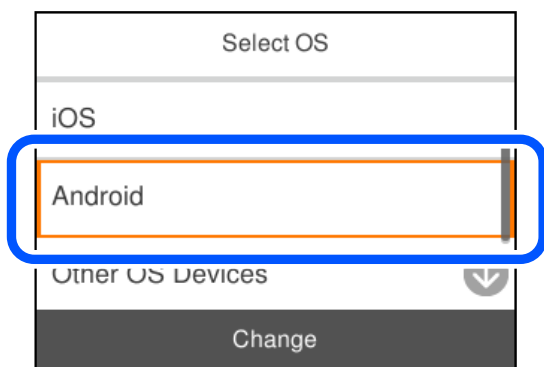 Select OS
iOS
Android
Other OS Devices
Change